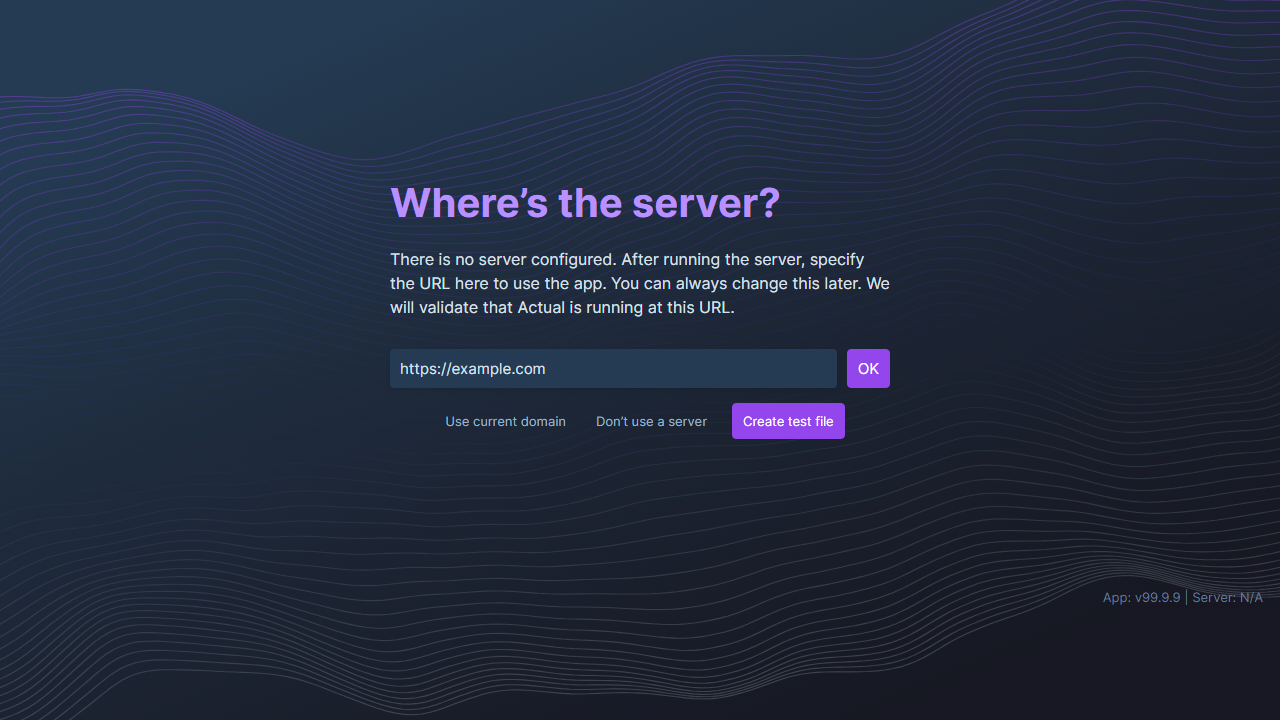 Where’s the server?
There is no server configured. After running the server, specify
the URL here to use the app. You can always change this later. We
will validate that Actual is running at this URL.
https://example.com
OK
Use current domain
Don’t use a server
Create test file
App: v99.9.9 | Server: N/A